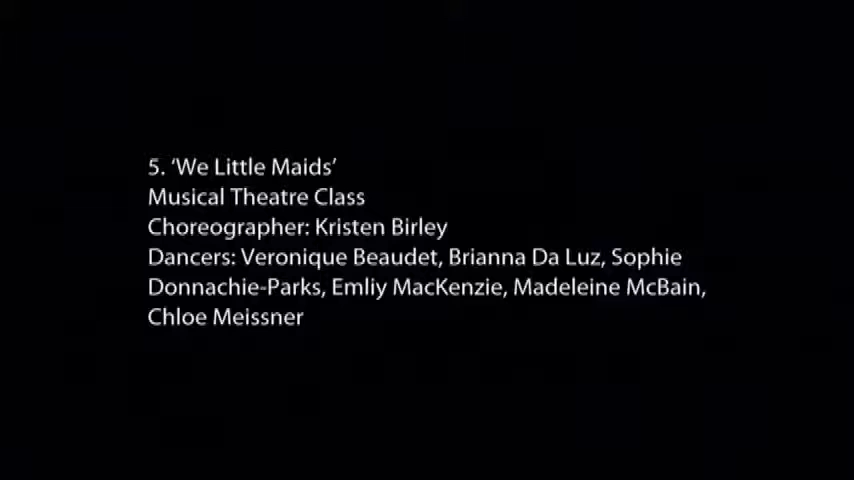 5. ‘We Little Maids’
Musical Theatre Class
Choreographer: Kristen Birley
Dancers: Veronique Beaudet, Brianna Da Luz, Sophie
Donnachie-Parks, Emliy MacKenzie, Madeleine McBain,
Chloe Meissner